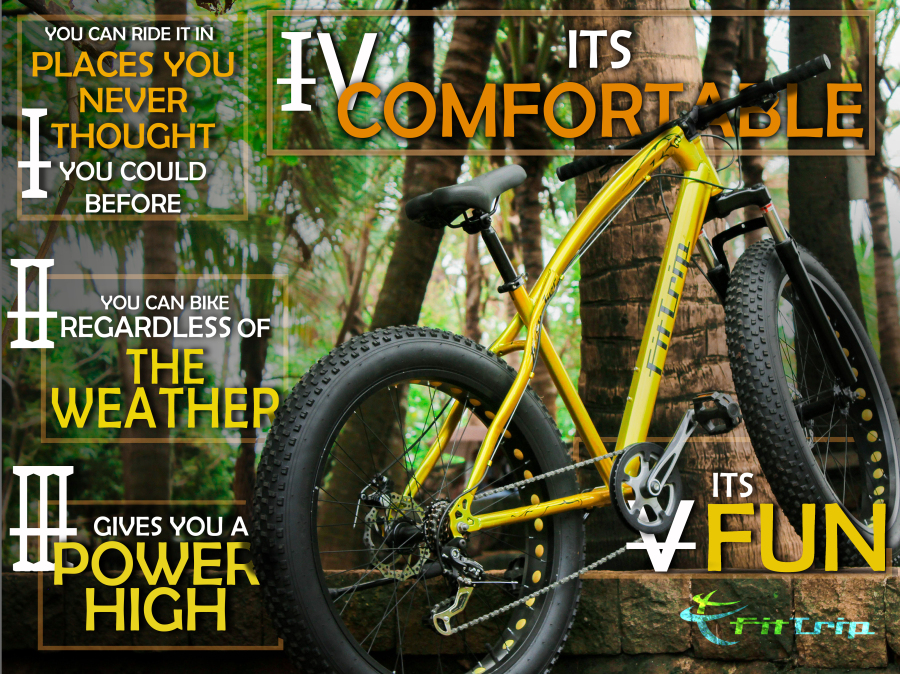 I
YOU CAN RIDE IT IN
PLACES YOU
NEVER
THOUGHT
YOU COULD
BEFORE
II
YOU CAN BIKE
REGARDLESS OF
THE
WEATHER
III
GIVES YOU A
POWER
HIGH
IV
ITS
COMFORTABLE
FitTrip
V
ITS
FUN
FitTrip